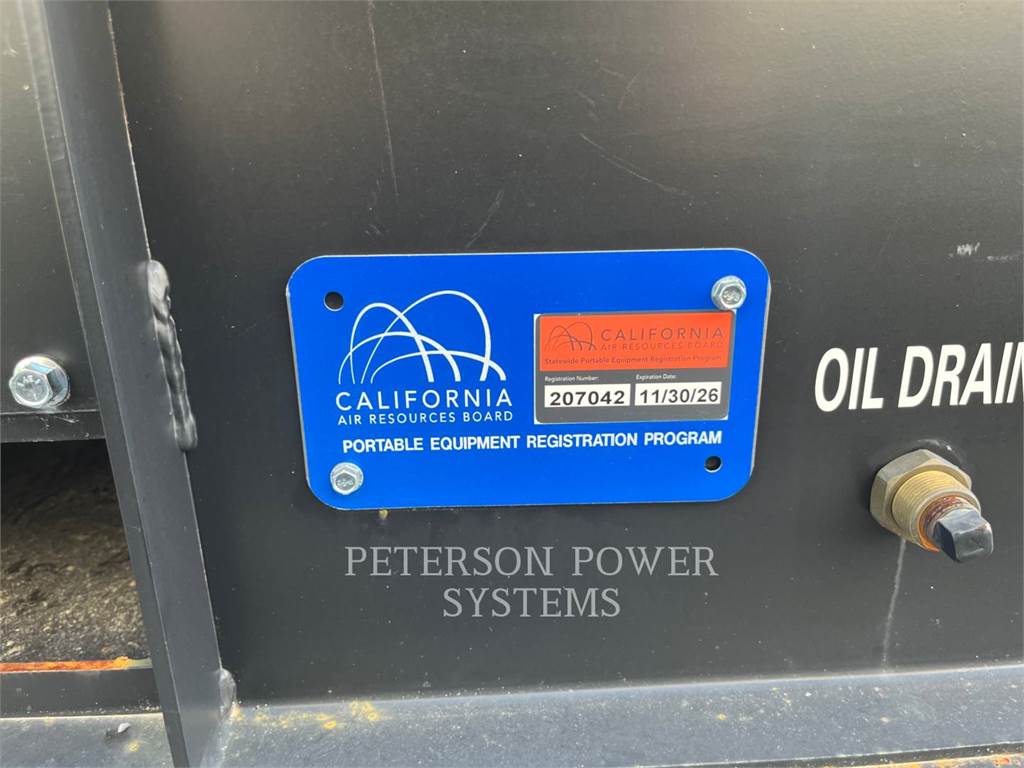 CALIFORNIA
AIR RESOURCES BOARD
Statewide Portable Equipment Registration Program
Registration Number: Expiration Date:
207042 11/30/26
CALIFORNIA
AIR RESOURCES BOARD
PORTABLE EQUIPMENT REGISTRATION PROGRAM
OIL DRAIN
PETERSON POWER
SYSTEMS